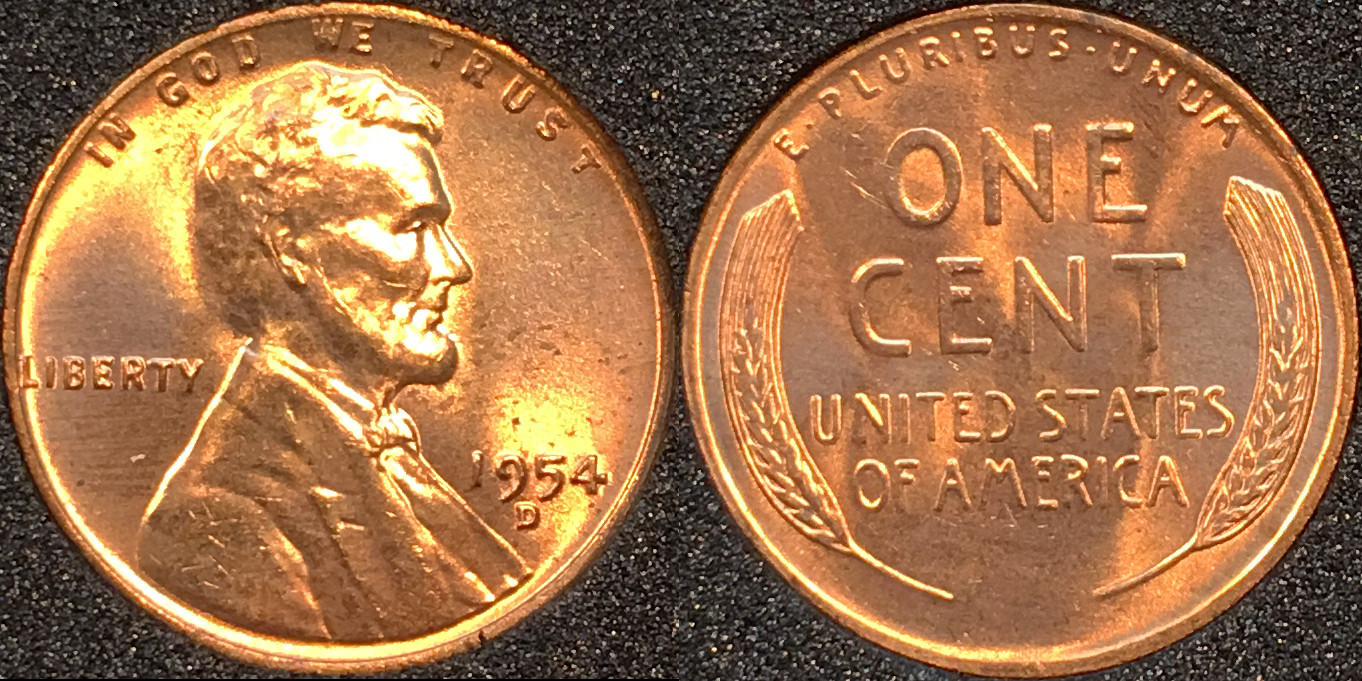 IN GOD WE TRUST
LIBERTY
1954
D
E·PLURIBUS·UNUM
ONE
CENT
UNITED STATES
OF AMERICA